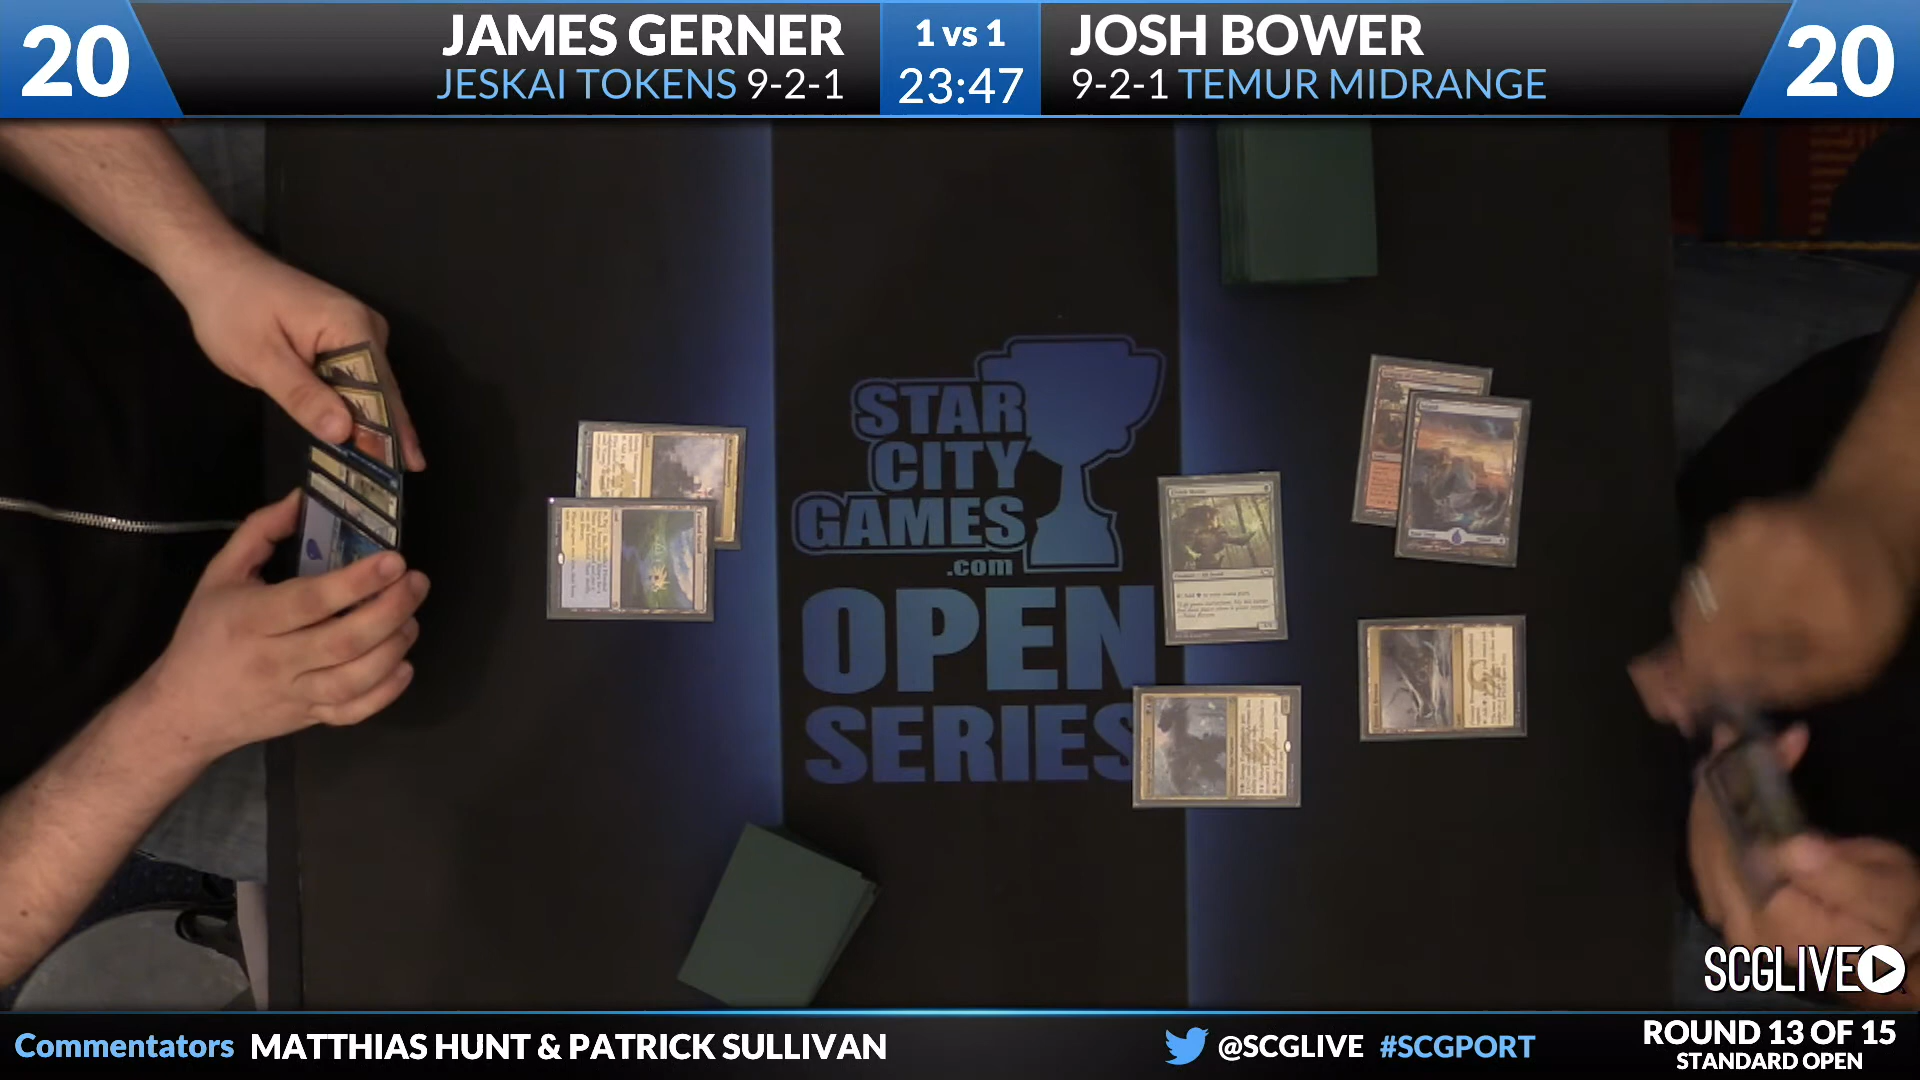 20
JAMES GERNER
JESKAI TOKENS 9-2-1
1 vs 1
23:47
JOSH BOWER
9-2-1 TEMUR MIDRANGE
20
STAR
CITY
GAMES
.com
OPEN
SERIES
SCGLIVE
Commentators MATTHIAS HUNT & PATRICK SULLIVAN
@SCGLIVE #SCGPORT
ROUND 13 OF 15
STANDARD OPEN